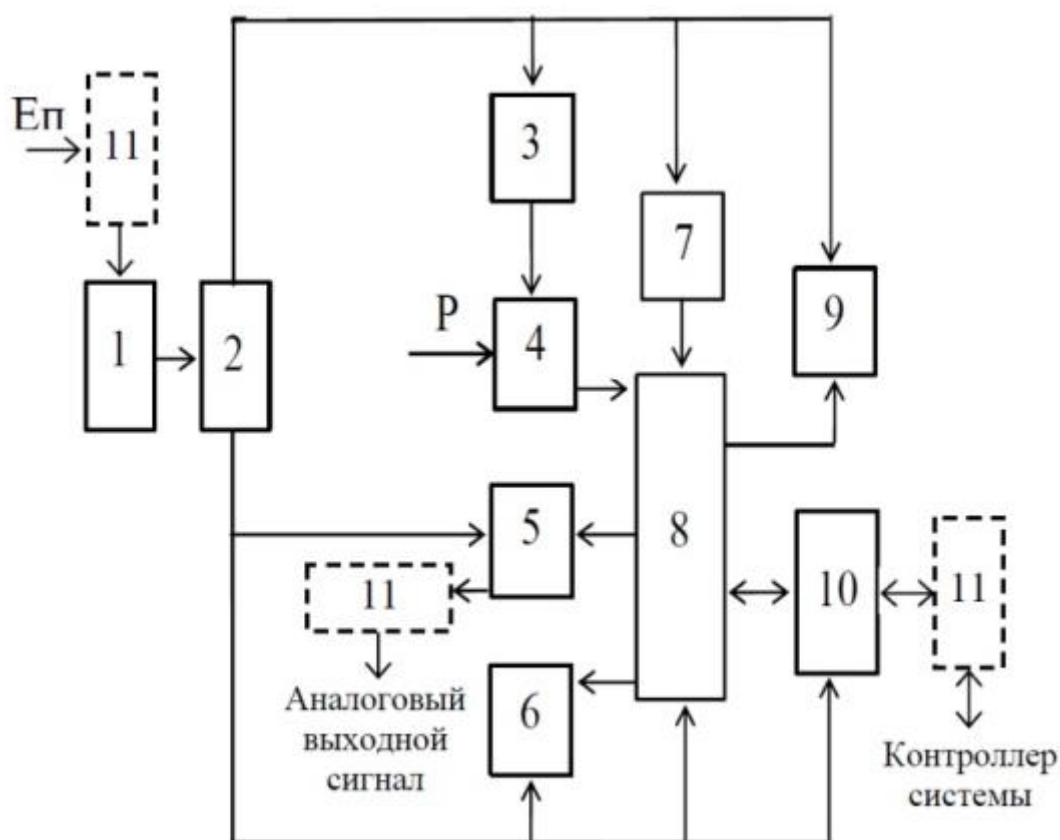 Еп
11
3
7
1
2
P
4
9
5
8
11
10
11
6
Аналоговый
выходной
сигнал
Контроллер
системы